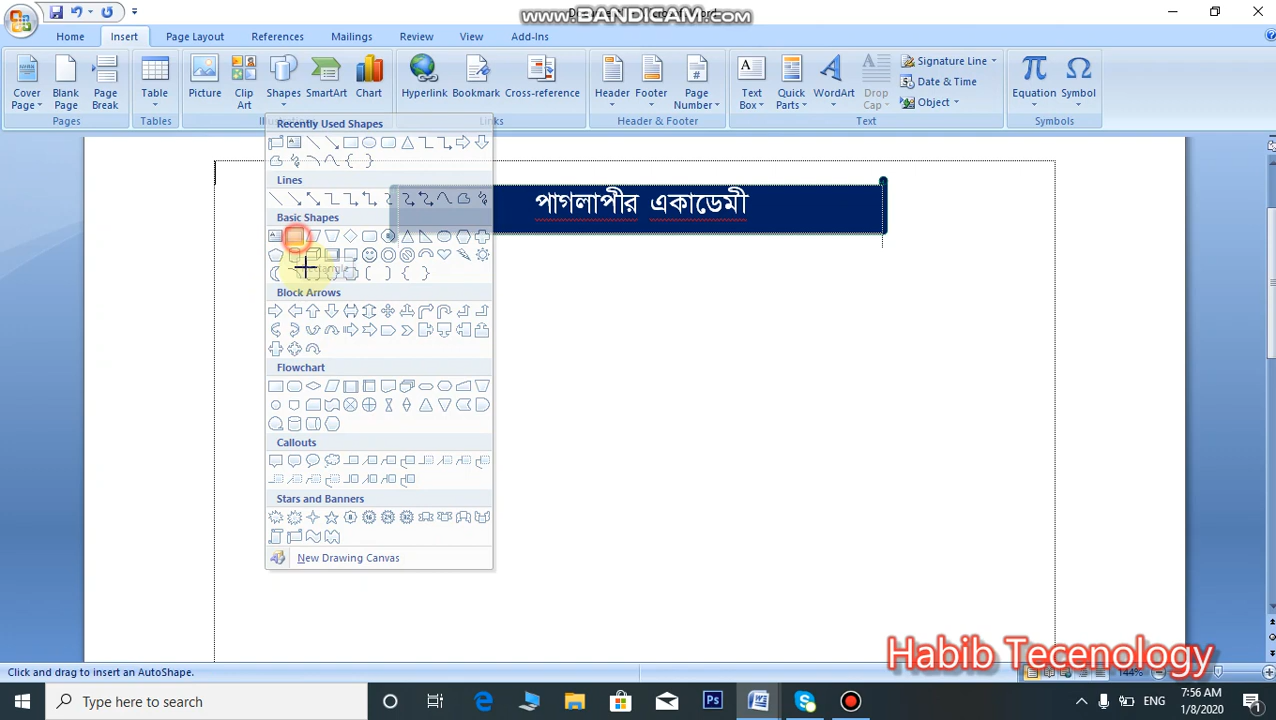 www.BANDICAM.com
Home Insert Page Layout References Mailings Review View Add-Ins
Cover Page
Blank Page
Page Break
Table
Picture
Clip Art
Shapes
SmartArt
Chart
Hyperlink
Bookmark
Cross-reference
Header
Footer
Page Number
Text Box
Quick Parts
WordArt
Drop Cap
Signature Line
Date & Time
Object
Equation
Symbol
Pages Tables Links Header & Footer Text Symbols
Recently Used Shapes
Lines
Basic Shapes
Block Arrows
Flowchart
Callouts
Stars and Banners
New Drawing Canvas
পাগলাপীর একাডেমী
Habib Tecenology
Click and drag to insert an AutoShape.
144%
Type here to search
ENG
7:56 AM
1/8/2020